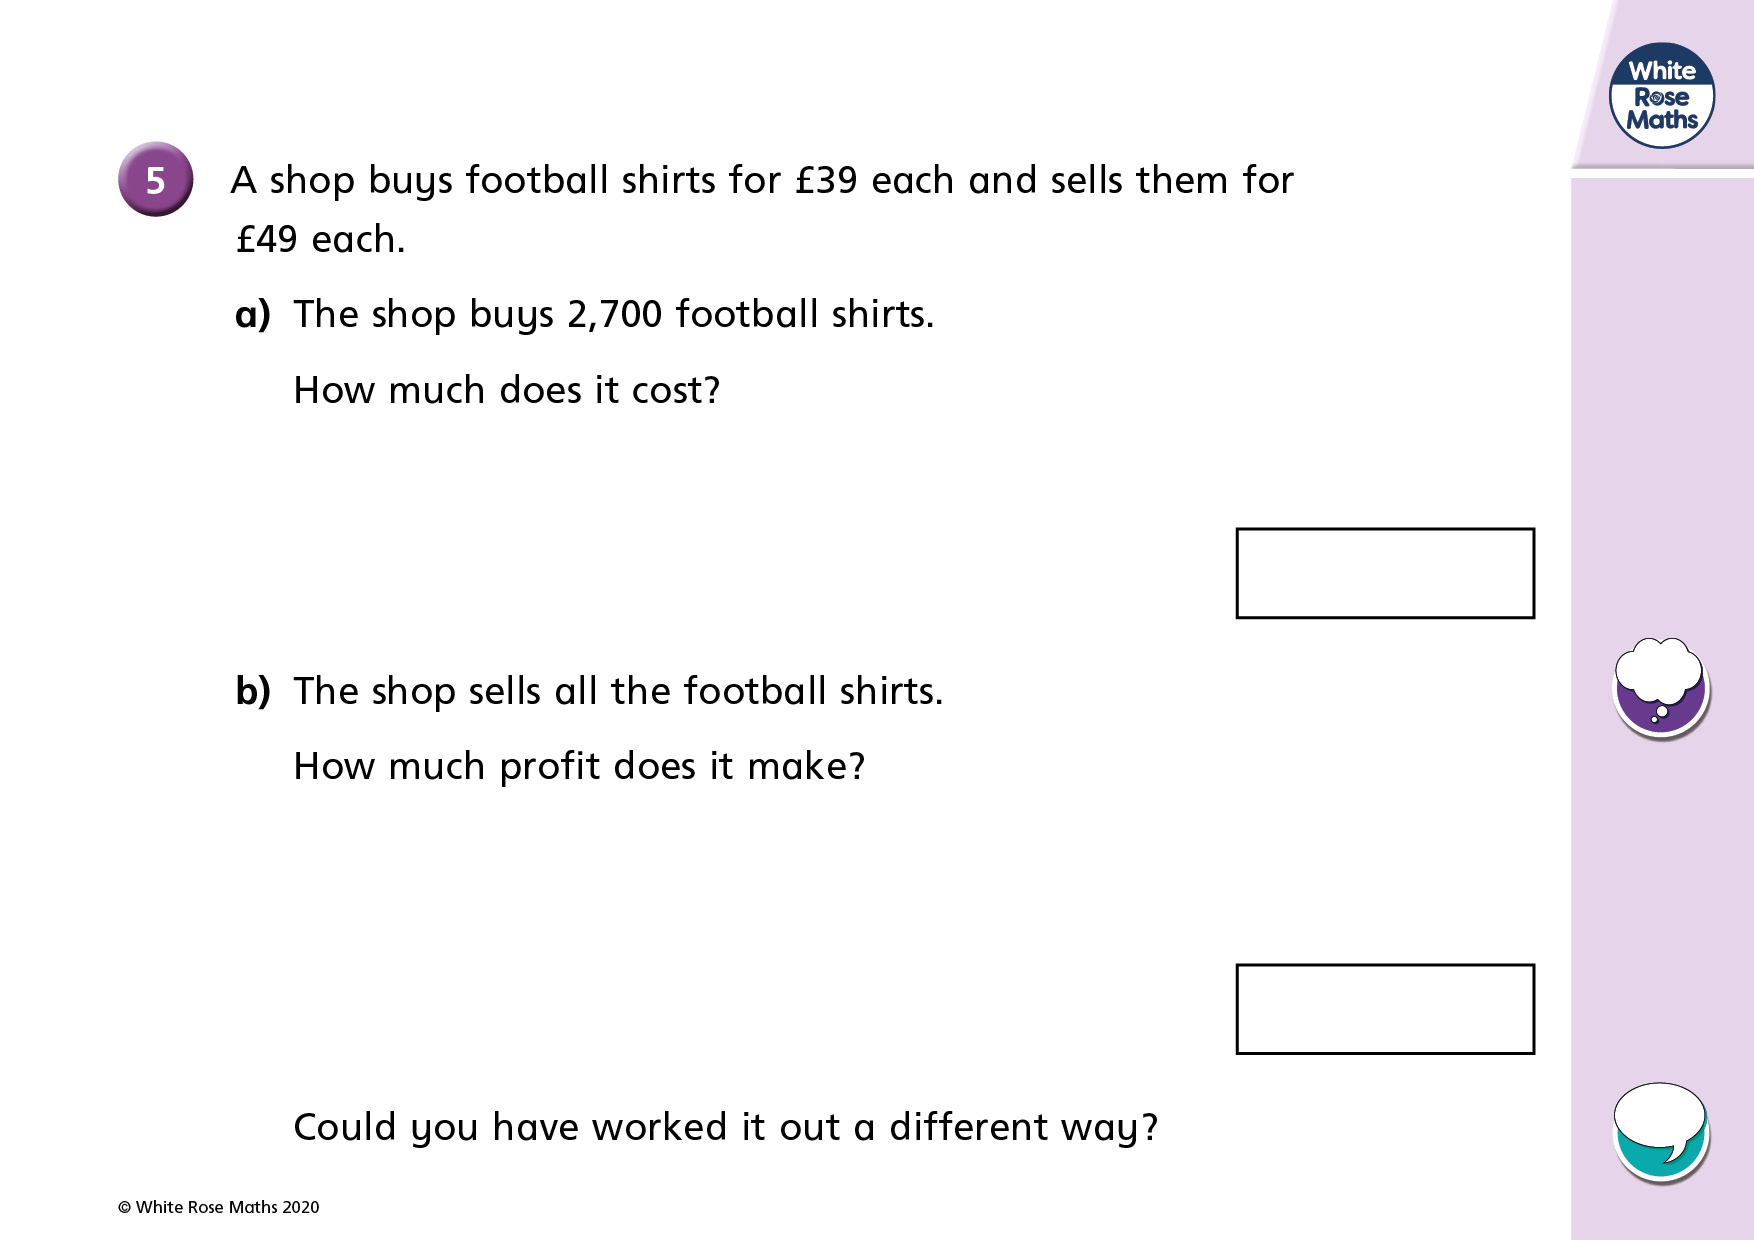 White
Rose
Maths
5 A shop buys football shirts for £39 each and sells them for
£49 each.
a) The shop buys 2,700 football shirts.
How much does it cost?
b) The shop sells all the football shirts.
How much profit does it make?
Could you have worked it out a different way?
© White Rose Maths 2020